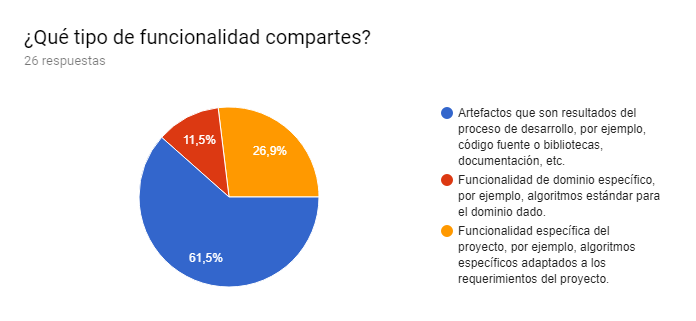 ¿Qué tipo de funcionalidad compartes?
26 respuestas
11,5%
26,9%
61,5%
Artefactos que son resultados del
proceso de desarrollo, por ejemplo,
código fuente o bibliotecas,
documentación, etc.
Funcionalidad de dominio específico,
por ejemplo, algoritmos estándar para
el dominio dado.
Funcionalidad específica del
proyecto, por ejemplo, algoritmos
específicos adaptados a los
requerimientos del proyecto.